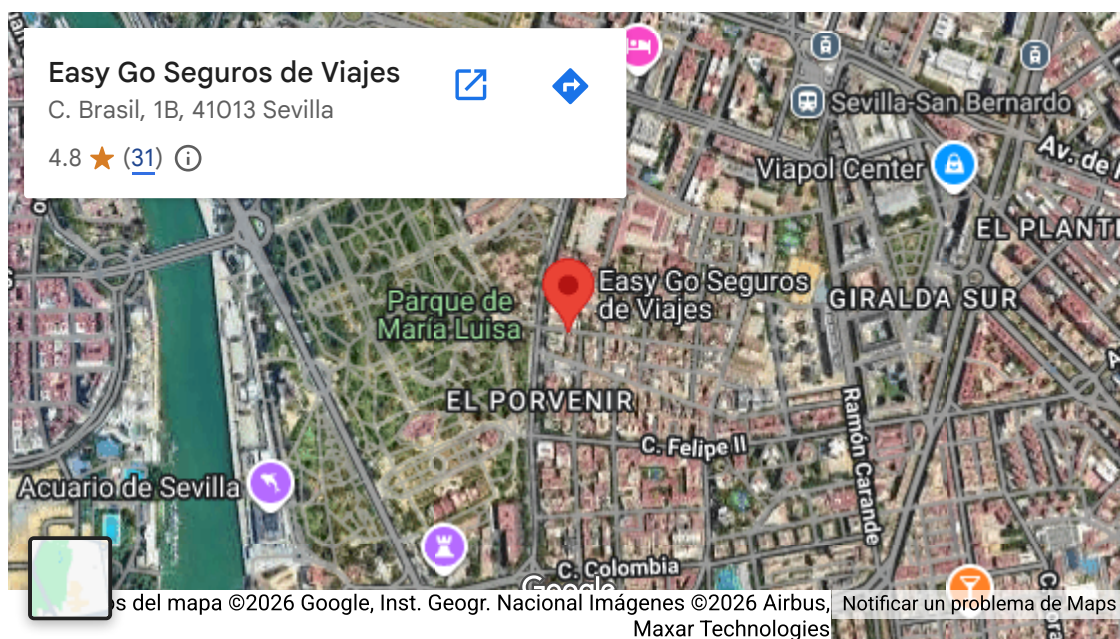 Easy Go Seguros de Viajes
C. Brasil, 1B, 41013 Sevilla
4.8 ★ (31)
Sevilla-San Bernardo
Viapol Center
Av. de
EL PLANT
Easy Go Seguros
de Viajes
GIRALDA SUR
Parque de
María Luisa
EL PORVENIR
C. Felipe II
Ramón Carande
Acuario de Sevilla
C. Colombia
Google
os del mapa ©2026 Google, Inst. Geogr. Nacional Imágenes ©2026 Airbus,
Maxar Technologies
Notificar un problema de Maps